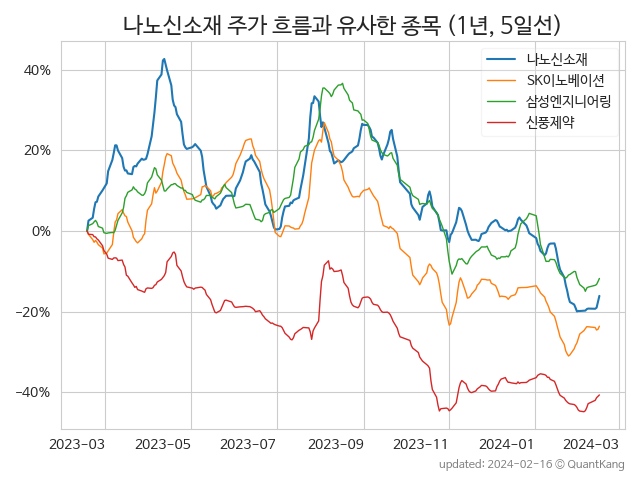 나노신소재 주가 흐름과 유사한 종목 (1년, 5일선)
나노신소재
SK이노베이션
삼성엔지니어링
신풍제약
40%
20%
0%
−20%
−40%
2023-03 2023-05 2023-07 2023-09 2023-11 2024-01 2024-03
updated: 2024-02-16 © QuantKang